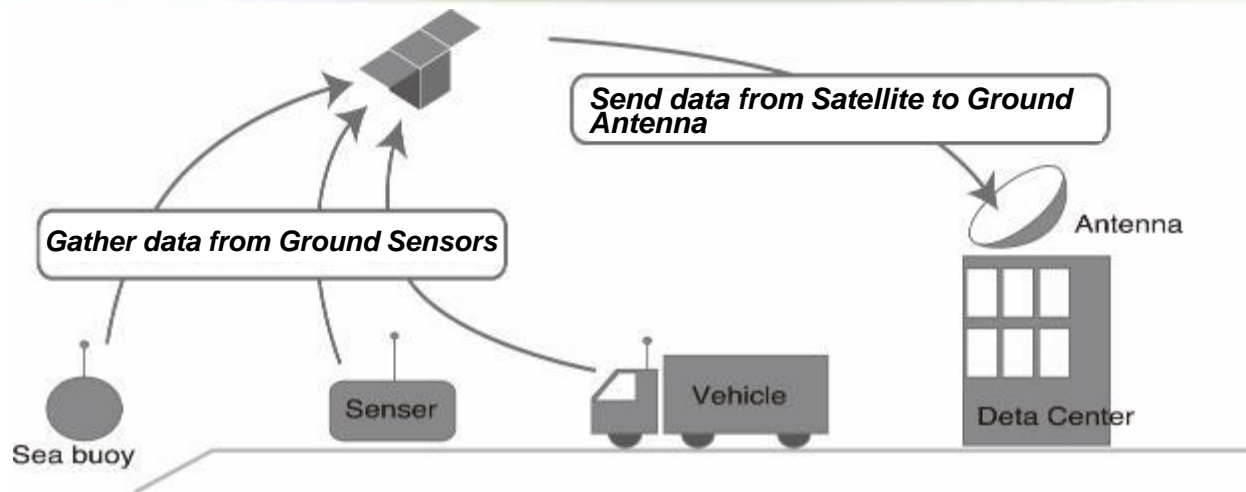 Send data from Satellite to Ground
Antenna
Gather data from Ground Sensors
Antenna
Senser
Vehicle
Deta Center
Sea buoy